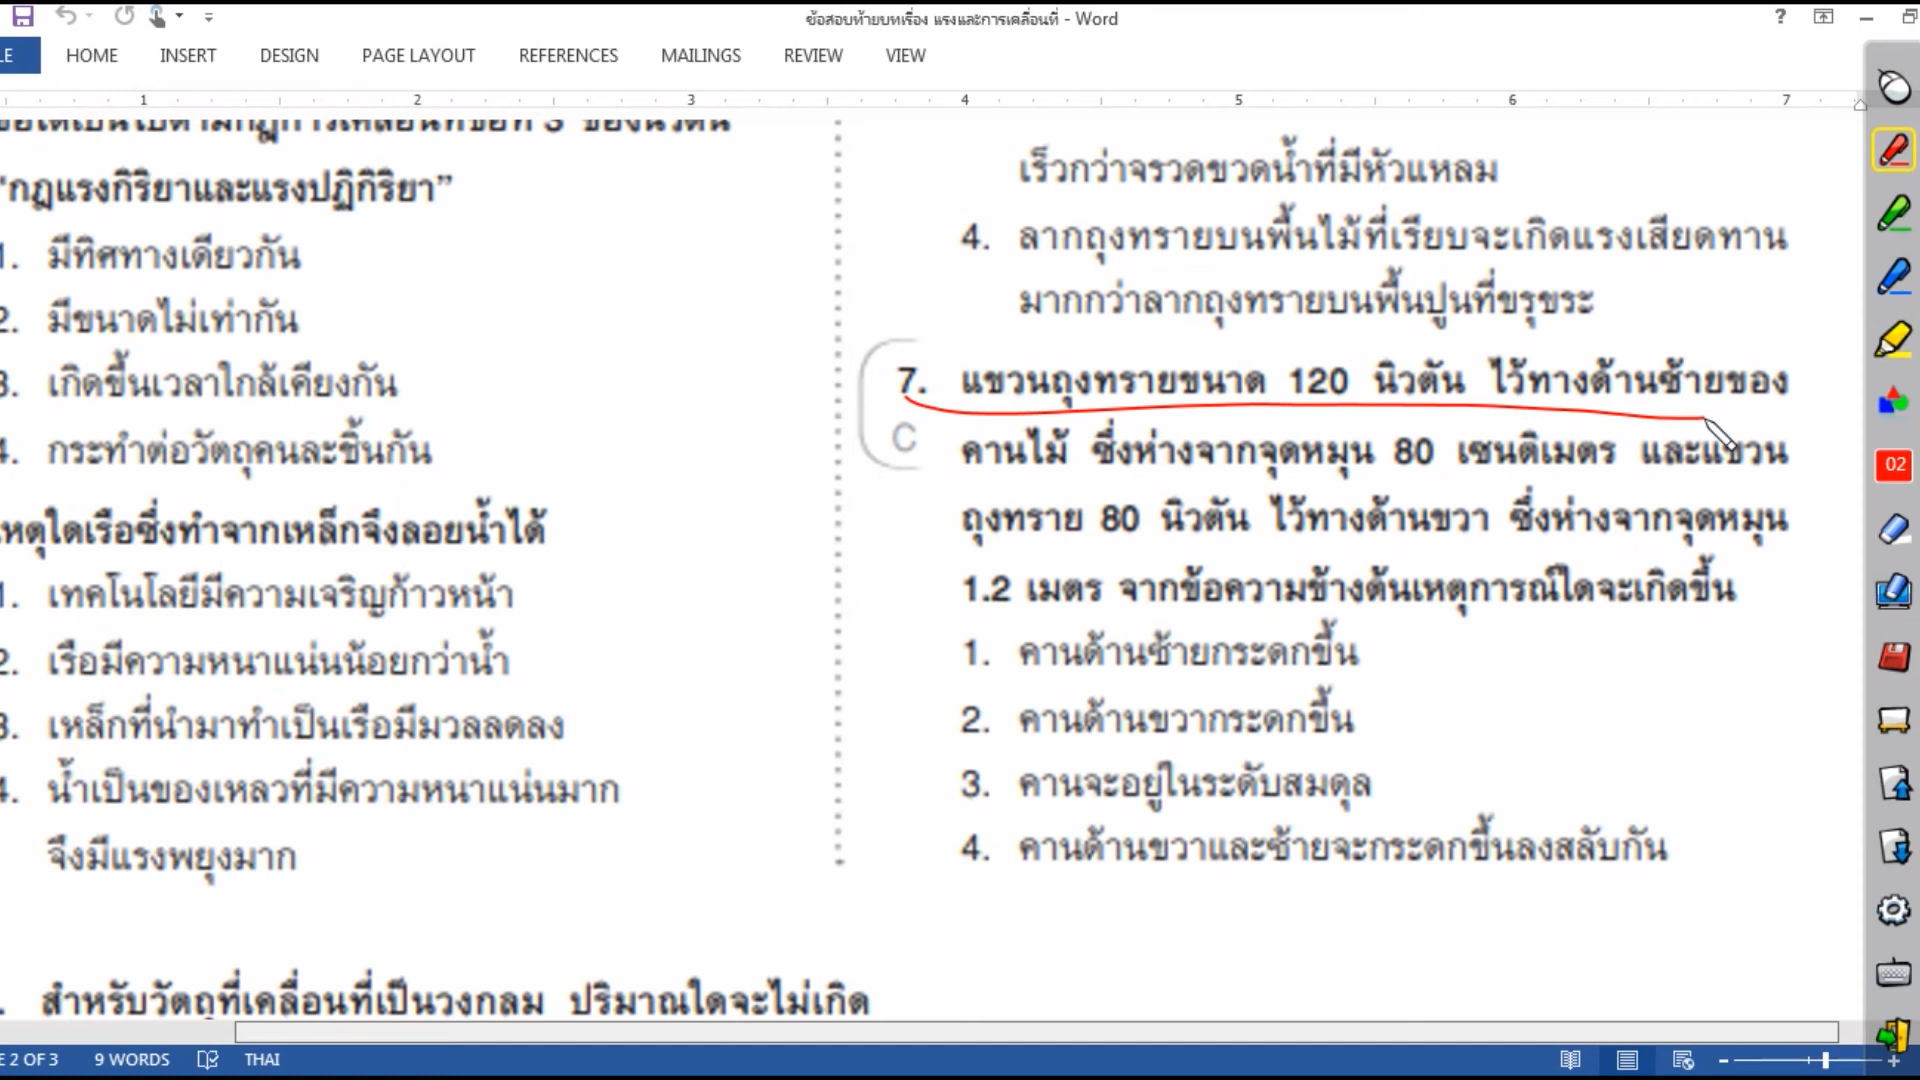 ข้อสอบท้ายบทเรื่อง แรงและการเคลื่อนที่ - Word
HOME INSERT DESIGN PAGE LAYOUT REFERENCES MAILINGS REVIEW VIEW
1 2 3 4 5 6 7
“กฎแรงกิริยาและแรงปฏิกิริยา”
1. มีทิศทางเดียวกัน
2. มีขนาดไม่เท่ากัน
3. เกิดขึ้นเวลาใกล้เคียงกัน
4. กระทำต่อวัตถุคนละชิ้นกัน
เหตุใดเรือซึ่งทำจากเหล็กจึงลอยน้ำได้
1. เทคโนโลยีมีความเจริญก้าวหน้า
2. เรือมีความหนาแน่นน้อยกว่าน้ำ
3. เหล็กที่นำมาทำเป็นเรือมีมวลลดลง
4. น้ำเป็นของเหลวที่มีความหนาแน่นมาก
จึงมีแรงพยุงมาก
. สำหรับวัตถุที่เคลื่อนที่เป็นวงกลม ปริมาณใดจะไม่เกิด
เร็วกว่าจรวดขวดน้ำที่มีหัวแหลม
4. ลากถุงทรายบนพื้นไม้ที่เรียบจะเกิดแรงเสียดทาน
มากกว่าลากถุงทรายบนพื้นปูนที่ขรุขระ
7. แขวนถุงทรายขนาด 120 นิวตัน ไว้ทางด้านซ้ายของ
C คานไม้ ซึ่งห่างจากจุดหมุน 80 เซนติเมตร และแขวน
ถุงทราย 80 นิวตัน ไว้ทางด้านขวา ซึ่งห่างจากจุดหมุน
1.2 เมตร จากข้อความข้างต้นเหตุการณ์ใดจะเกิดขึ้น
1. คานด้านซ้ายกระดกขึ้น
2. คานด้านขวากระดกขึ้น
3. คานจะอยู่ในระดับสมดุล
4. คานด้านขวาและซ้ายจะกระดกขึ้นลงสลับกัน
02
2 OF 3 9 WORDS THAI